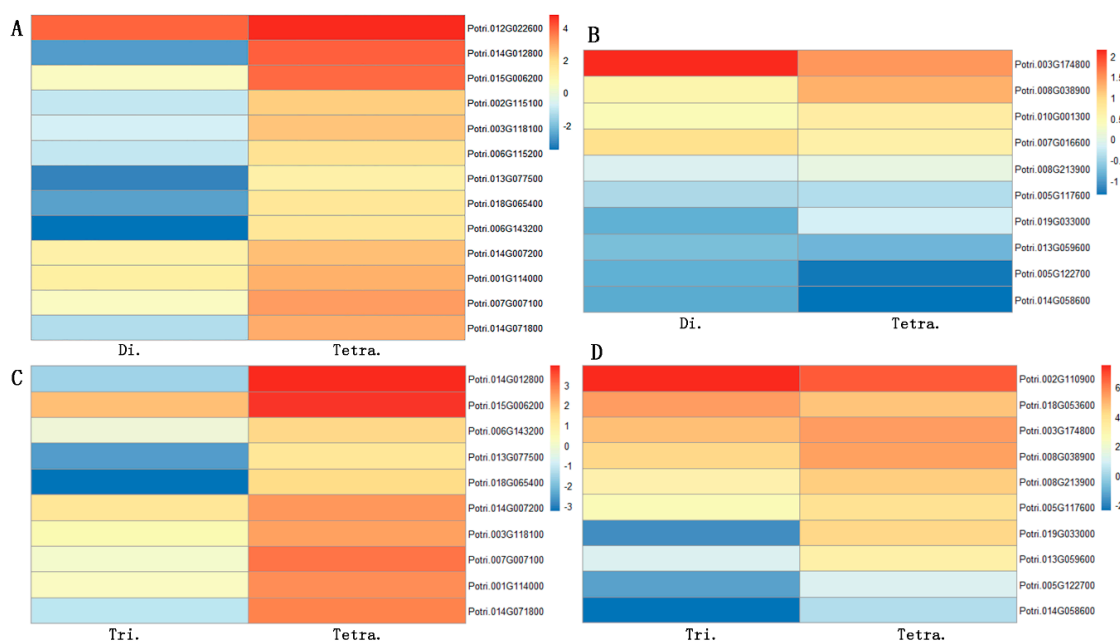 A
Potri.012G022600
Potri.014G012800
Potri.015G006200
Potri.002G115100
Potri.003G118100
Potri.006G115200
Potri.013G077500
Potri.018G065400
Potri.006G143200
Potri.014G007200
Potri.001G114000
Potri.007G007100
Potri.014G071800
4
2
0
-2
Di. Tetra.
B
Potri.003G174800
Potri.008G038900
Potri.010G001300
Potri.007G016600
Potri.008G213900
Potri.005G117600
Potri.019G033000
Potri.013G059600
Potri.005G122700
Potri.014G058600
2
1.5
1
0.5
0
-0.
-1
Di. Tetra.
C
Potri.014G012800
Potri.015G006200
Potri.006G143200
Potri.013G077500
Potri.018G065400
Potri.014G007200
Potri.003G118100
Potri.007G007100
Potri.001G114000
Potri.014G071800
3
2
1
0
-1
-2
-3
Tri. Tetra.
D
Potri.002G110900
Potri.018G053600
Potri.003G174800
Potri.008G038900
Potri.008G213900
Potri.005G117600
Potri.019G033000
Potri.013G059600
Potri.005G122700
Potri.014G058600
6
4
2
0
-2
Tri. Tetra.